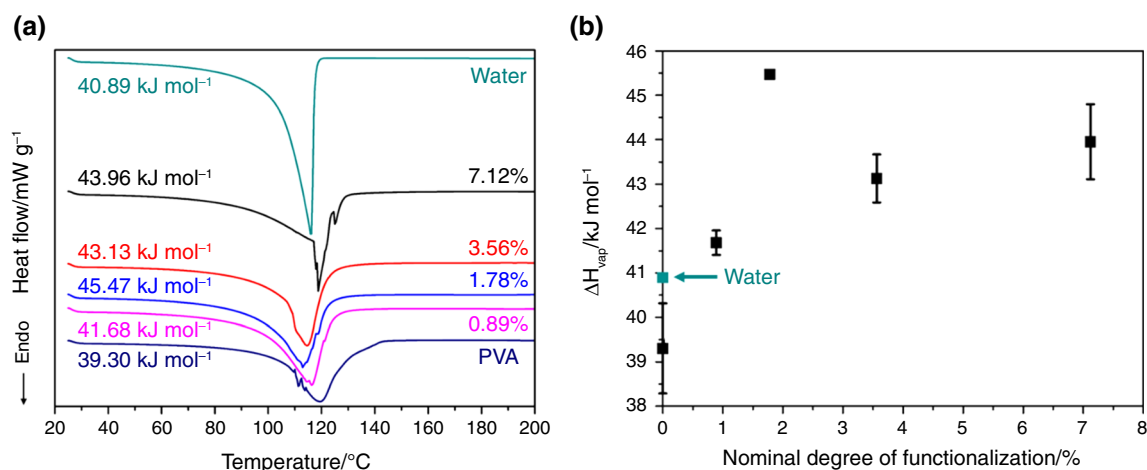 (a)
Water
40.89 kJ mol⁻¹
43.96 kJ mol⁻¹
7.12%
43.13 kJ mol⁻¹
3.56%
45.47 kJ mol⁻¹
1.78%
41.68 kJ mol⁻¹
0.89%
39.30 kJ mol⁻¹
PVA
Heat flow/mW g⁻¹
← Endo
20 40 60 80 100 120 140 160 180 200
Temperature/°C
(b)
46
45
44
43
42
41
40
39
38
Water
ΔHvap/kJ mol⁻¹
0 1 2 3 4 5 6 7 8
Nominal degree of functionalization/%